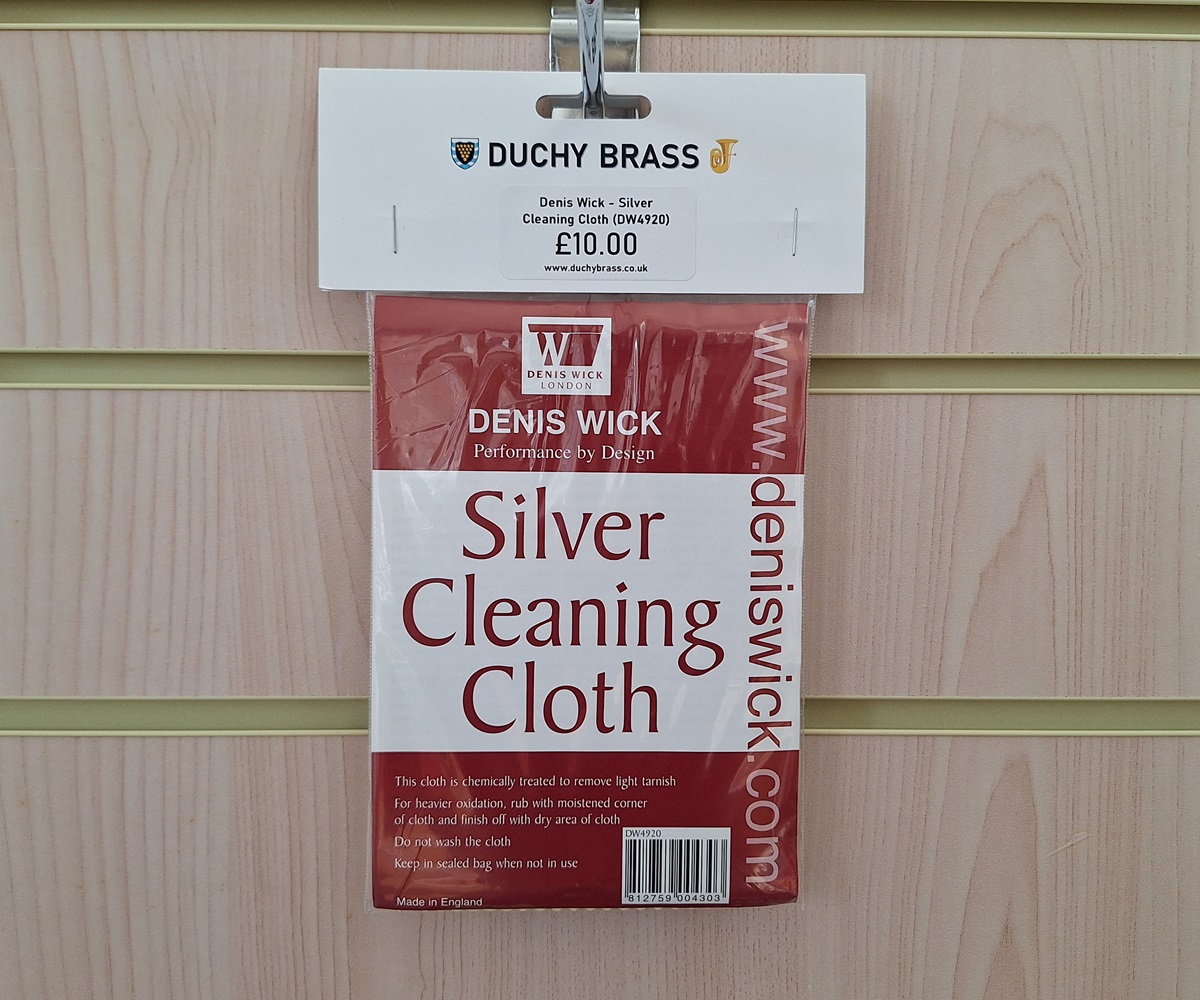 DUCHY BRASS
Denis Wick - Silver
Cleaning Cloth (DW4920)
£10.00
www.duchybrass.co.uk
W
DENIS WICK
LONDON
DENIS WICK
Performance by Design
www.deniswick.com
Silver
Cleaning
Cloth
This cloth is chemically treated to remove light tarnish
For heavier oxidation, rub with moistened corner
of cloth and finish off with dry area of cloth
Do not wash the cloth
Keep in sealed bag when not in use
DW4920
812759 004303
Made in England